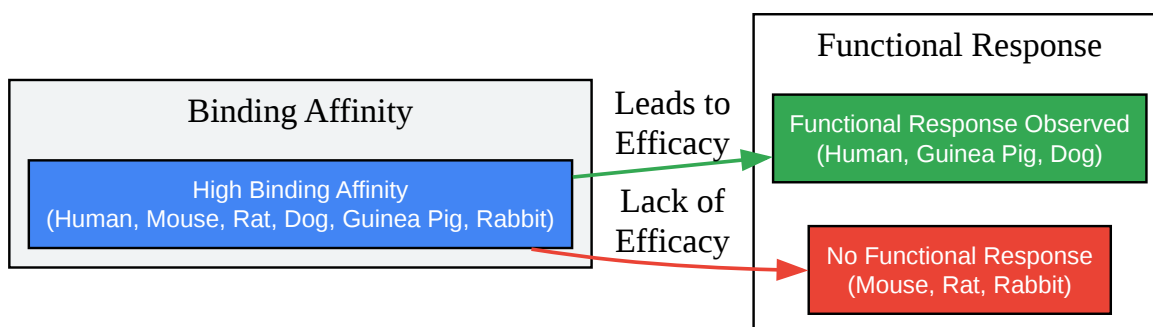 Binding Affinity
High Binding Affinity
(Human, Mouse, Rat, Dog, Guinea Pig, Rabbit)
Leads to
Efficacy
Lack of
Efficacy
Functional Response
Functional Response Observed
(Human, Guinea Pig, Dog)
No Functional Response
(Mouse, Rat, Rabbit)